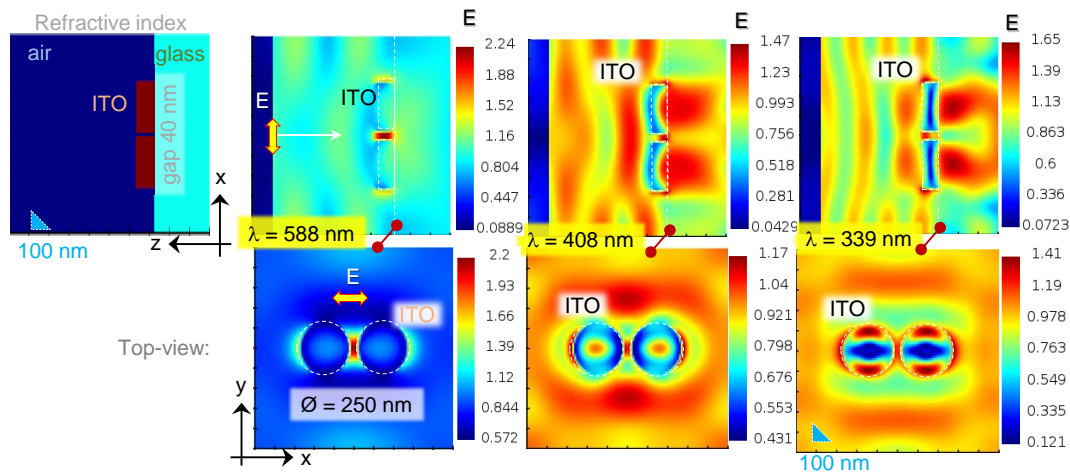 Refractive index
air
glass
ITO
gap 40 nm
x
z
100 nm
E
2.24
1.88
1.52
1.16
0.804
0.447
0.0889
ITO
E
λ = 588 nm
E
1.47
1.23
0.993
0.756
0.518
0.281
0.0429
ITO
λ = 408 nm
E
1.65
1.39
1.13
0.863
0.6
0.336
0.0723
ITO
λ = 339 nm
Top-view:
y
x
E
ITO
Ø = 250 nm
2.2
1.93
1.66
1.39
1.12
0.844
0.572
ITO
1.17
1.04
0.921
0.798
0.676
0.553
0.431
ITO
100 nm
1.41
1.19
0.978
0.763
0.549
0.335
0.121